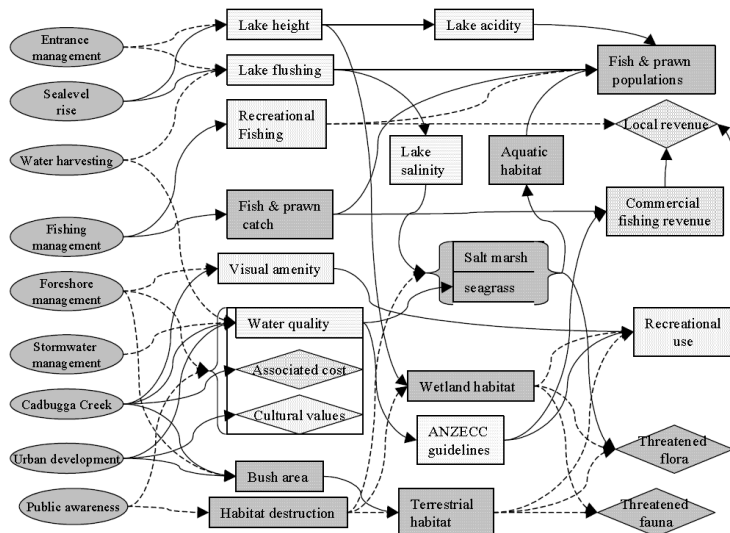 Entrance
management
Sealevel
rise
Water harvesting
Fishing
management
Foreshore
management
Stormwater
management
Cadbugga Creek
Urban development
Public awareness
Lake height
Lake flushing
Recreational
Fishing
Fish & prawn
catch
Visual amenity
Water quality
Associated cost
Cultural values
Bush area
Habitat destruction
Lake acidity
Lake
salinity
Aquatic
habitat
Salt marsh
seagrass
Wetland habitat
ANZECC
guidelines
Terrestrial
habitat
Fish & prawn
populations
Local revenue
Commercial
fishing revenue
Recreational
use
Threatened
flora
Threatened
fauna